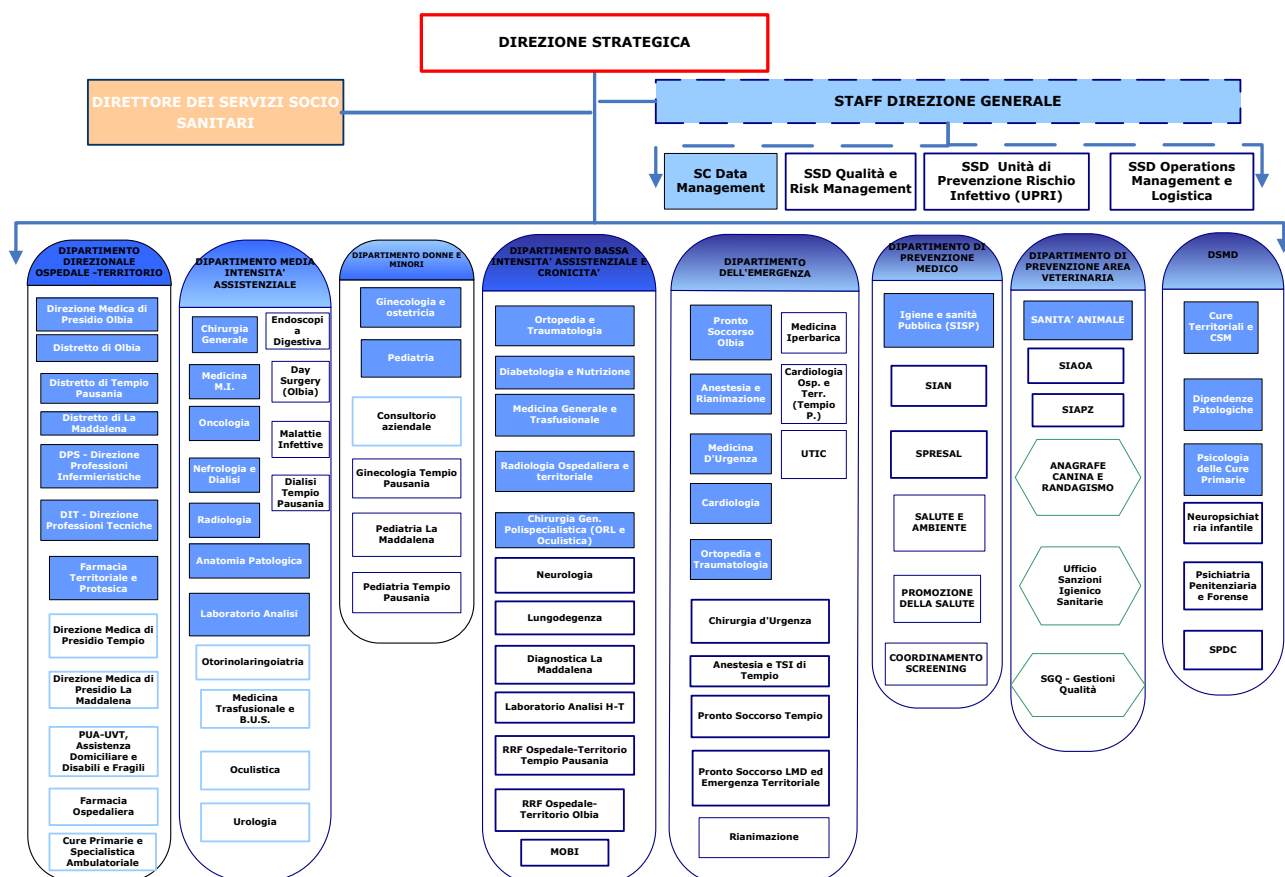 DIREZIONE STRATEGICA
DIRETTORE DEI SERVIZI SOCIO
SANITARI
STAFF DIREZIONE GENERALE
SC Data
Management
SSD Qualità e
Risk Management
SSD Unità di
Prevenzione Rischio
Infettivo (UPRI)
SSD Operations
Management e
Logistica
DIPARTIMENTO
DIREZIONALE
OSPEDALE -TERRITORIO
Direzione Medica di
Presidio Olbia
Distretto di Olbia
Distretto di Tempio
Pausania
Distretto di La
Maddalena
DPS - Direzione
Professioni
Infermieristiche
DIT - Direzione
Professioni Tecniche
Farmacia
Territoriale e
Protesica
Direzione Medica di
Presidio Tempio
Direzione Medica di
Presidio La
Maddalena
PUA-UVT,
Assistenza
Domiciliare e
Disabili e Fragili
Farmacia
Ospedaliera
Cure Primarie e
Specialistica
Ambulatoriale
DIPARTIMENTO MEDIA
INTENSITA'
ASSISTENZIALE
Chirurgia
Generale
Endoscopi
a
Digestiva
Medicina
M.I.
Day
Surgery
(Olbia)
Oncologia
Malattie
Infettive
Nefrologia e
Dialisi
Dialisi
Tempio
Pausania
Radiologia
Anatomia Patologica
Laboratorio Analisi
Otorinolaringoiatria
Medicina
Trasfusionale e
B.U.S.
Oculistica
Urologia
DIPARTIMENTO DONNE E
MINORI
Ginecologia e
ostetricia
Pediatria
Consultorio
aziendale
Ginecologia Tempio
Pausania
Pediatria La
Maddalena
Pediatria Tempio
Pausania
DIPARTIMENTO BASSA
INTENSITA' ASSISTENZIALE E
CRONICITA'
Ortopedia e
Traumatologia
Diabetologia e Nutrizione
Medicina Generale e
Trasfusionale
Radiologia Ospedaliera e
territoriale
Chirurgia Gen.
Polispecialistica (ORL e
Oculistica)
Neurologia
Lungodegenza
Diagnostica La
Maddalena
Laboratorio Analisi H-T
RRF Ospedale-Territorio
Tempio Pausania
RRF Ospedale-
Territorio Olbia
MOBI
DIPARTIMENTO
DELL'EMERGENZA
Pronto
Soccorso
Olbia
Medicina
Iperbarica
Anestesia e
Rianimazione
Cardiologia
Osp. e
Terr.
(Tempio
P.)
Medicina
D'Urgenza
UTIC
Cardiologia
Ortopedia e
Traumatologia
Chirurgia d'Urgenza
Anestesia e TSI di
Tempio
Pronto Soccorso Tempio
Pronto Soccorso LMD ed
Emergenza Territoriale
Rianimazione
DIPARTIMENTO DI
PREVENZIONE
MEDICO
Igiene e sanità
Pubblica (SISP)
SIAN
SPRESAL
SALUTE E
AMBIENTE
PROMOZIONE
DELLA SALUTE
COORDINAMENTO
SCREENING
DIPARTIMENTO DI
PREVENZIONE AREA
VETERINARIA
SANITA' ANIMALE
SIAOA
SIAPZ
ANAGRAFE
CANINA E
RANDAGISMO
Ufficio
Sanzioni
Igienico
Sanitarie
SGQ - Gestioni
Qualità
DSMD
Cure
Territoriali e
CSM
Dipendenze
Patologiche
Psicologia
delle Cure
Primarie
Neuropsichiat
ria infantile
Psichiatria
Penitenziaria
e Forense
SPDC